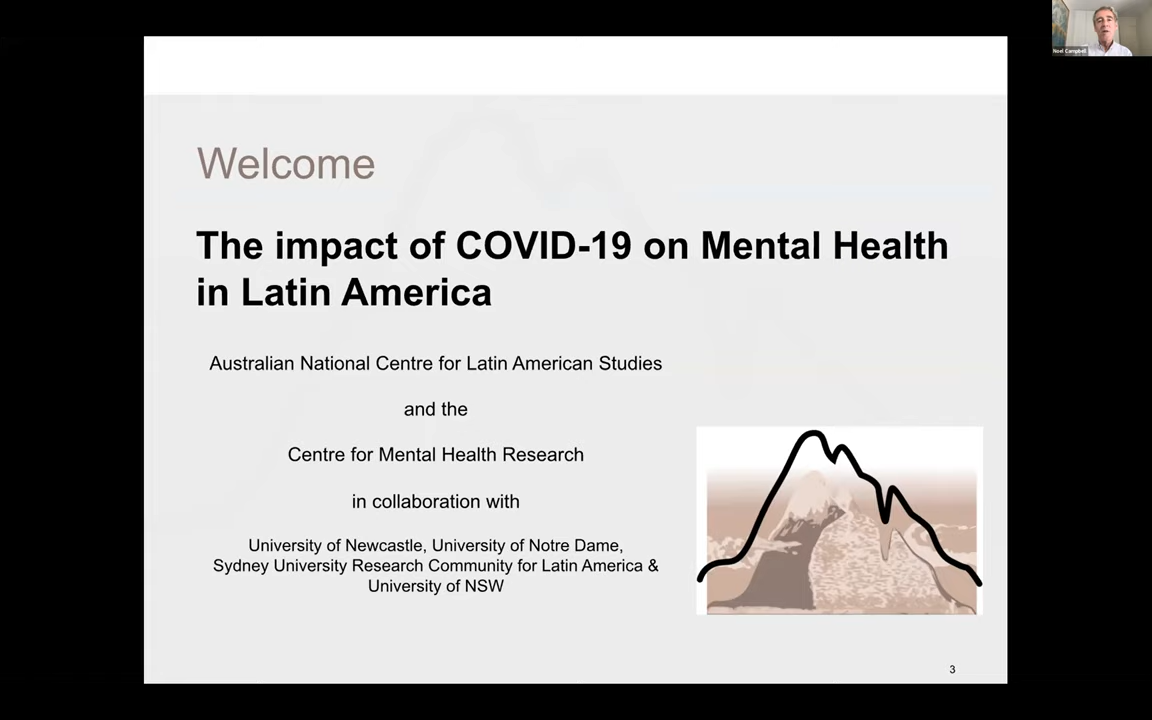 Noel Campbell
Welcome
The impact of COVID-19 on Mental Health
in Latin America
Australian National Centre for Latin American Studies
and the
Centre for Mental Health Research
in collaboration with
University of Newcastle, University of Notre Dame,
Sydney University Research Community for Latin America &
University of NSW
3